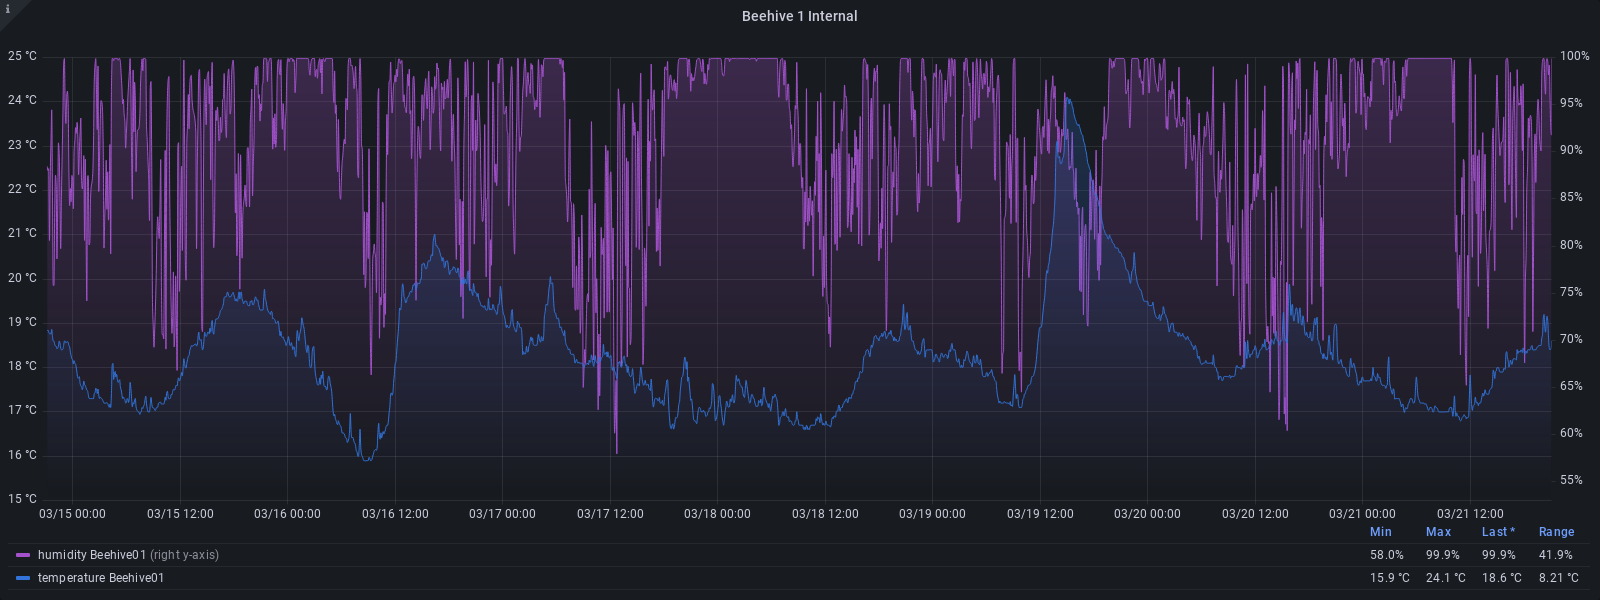 i
Beehive 1 Internal
25 °C 100%
24 °C 95%
23 °C 90%
22 °C 85%
21 °C 80%
20 °C 75%
19 °C 70%
18 °C 65%
17 °C 60%
16 °C 55%
15 °C
03/15 00:00 03/15 12:00 03/16 00:00 03/16 12:00 03/17 00:00 03/17 12:00 03/18 00:00 03/18 12:00 03/19 00:00 03/19 12:00 03/20 00:00 03/20 12:00 03/21 00:00 03/21 12:00
Min Max Last * Range
humidity Beehive01 (right y-axis) 58.0% 99.9% 99.9% 41.9%
temperature Beehive01 15.9 °C 24.1 °C 18.6 °C 8.21 °C